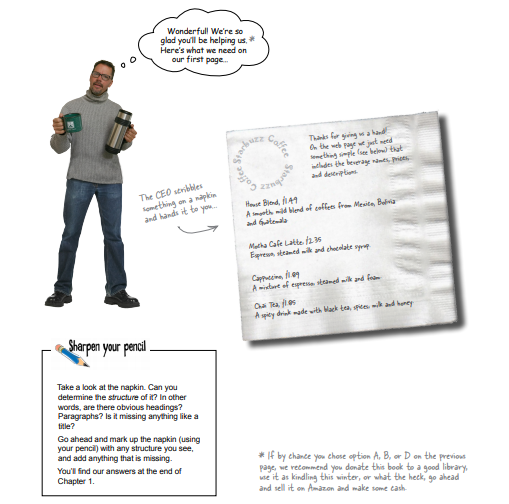 Wonderful! We're so
glad you'll be helping us. *
Here's what we need on
our first page...
The CEO scribbles
something on a napkin
and hands it to you...
Starbuzz Coffee Starbuzz Coffee
Thanks for giving us a hand!
On the web page we just need
something simple (see below) that
includes the beverage names, prices,
and descriptions.
House Blend, $1.49
A smooth, mild blend of coffees from Mexico, Bolivia
and Guatemala
Mocha Cafe Latte, $2.35
Espresso, steamed milk and chocolate syrup
Cappuccino, $1.89
A mixture of espresso, steamed milk and foam
Chai Tea, $1.85
A spicy drink made with black tea, spices, milk and honey
Sharpen your pencil
Take a look at the napkin. Can you
determine the structure of it? In other
words, are there obvious headings?
Paragraphs? Is it missing anything like a
title?
Go ahead and mark up the napkin (using
your pencil) with any structure you see,
and add anything that is missing.
You'll find our answers at the end of
Chapter 1.
* If by chance you chose option A, B, or D on the previous
page, we recommend you donate this book to a good library,
use it as kindling this winter, or what the heck, go ahead
and sell it on Amazon and make some cash.